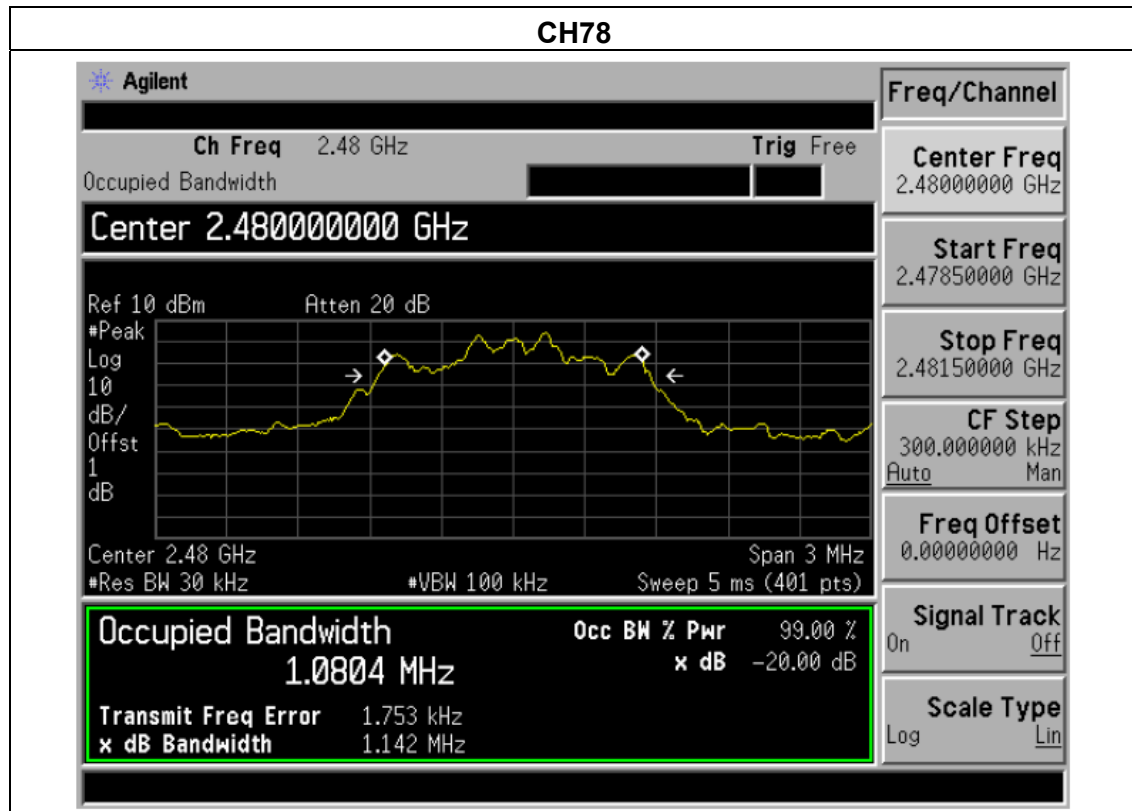 CH78
Agilent
Ch Freq 2.48 GHz Trig Free
Occupied Bandwidth
Center 2.480000000 GHz
Ref 10 dBm Atten 20 dB
#Peak
Log
10
dB/
Offst
1
dB
Center 2.48 GHz Span 3 MHz
#Res BW 30 kHz #VBW 100 kHz Sweep 5 ms (401 pts)
Occupied Bandwidth
1.0804 MHz
Occ BW % Pwr 99.00 %
x dB -20.00 dB
Transmit Freq Error 1.753 kHz
x dB Bandwidth 1.142 MHz
Freq/Channel
Center Freq
2.48000000 GHz
Start Freq
2.47850000 GHz
Stop Freq
2.48150000 GHz
CF Step
300.000000 kHz
Auto Man
Freq Offset
0.00000000 Hz
Signal Track
On Off
Scale Type
Log Lin